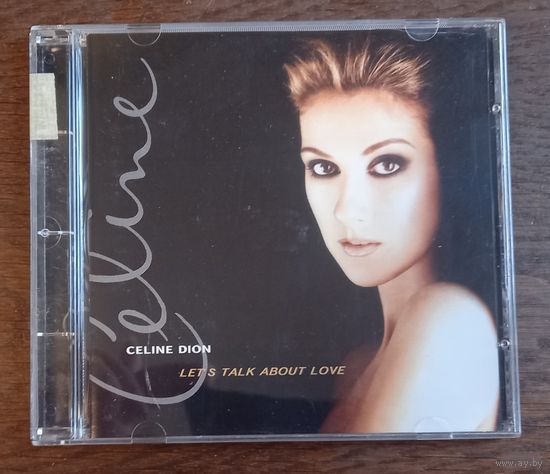 Céline
CELINE DION
LET'S TALK ABOUT LOVE
www.ay.by